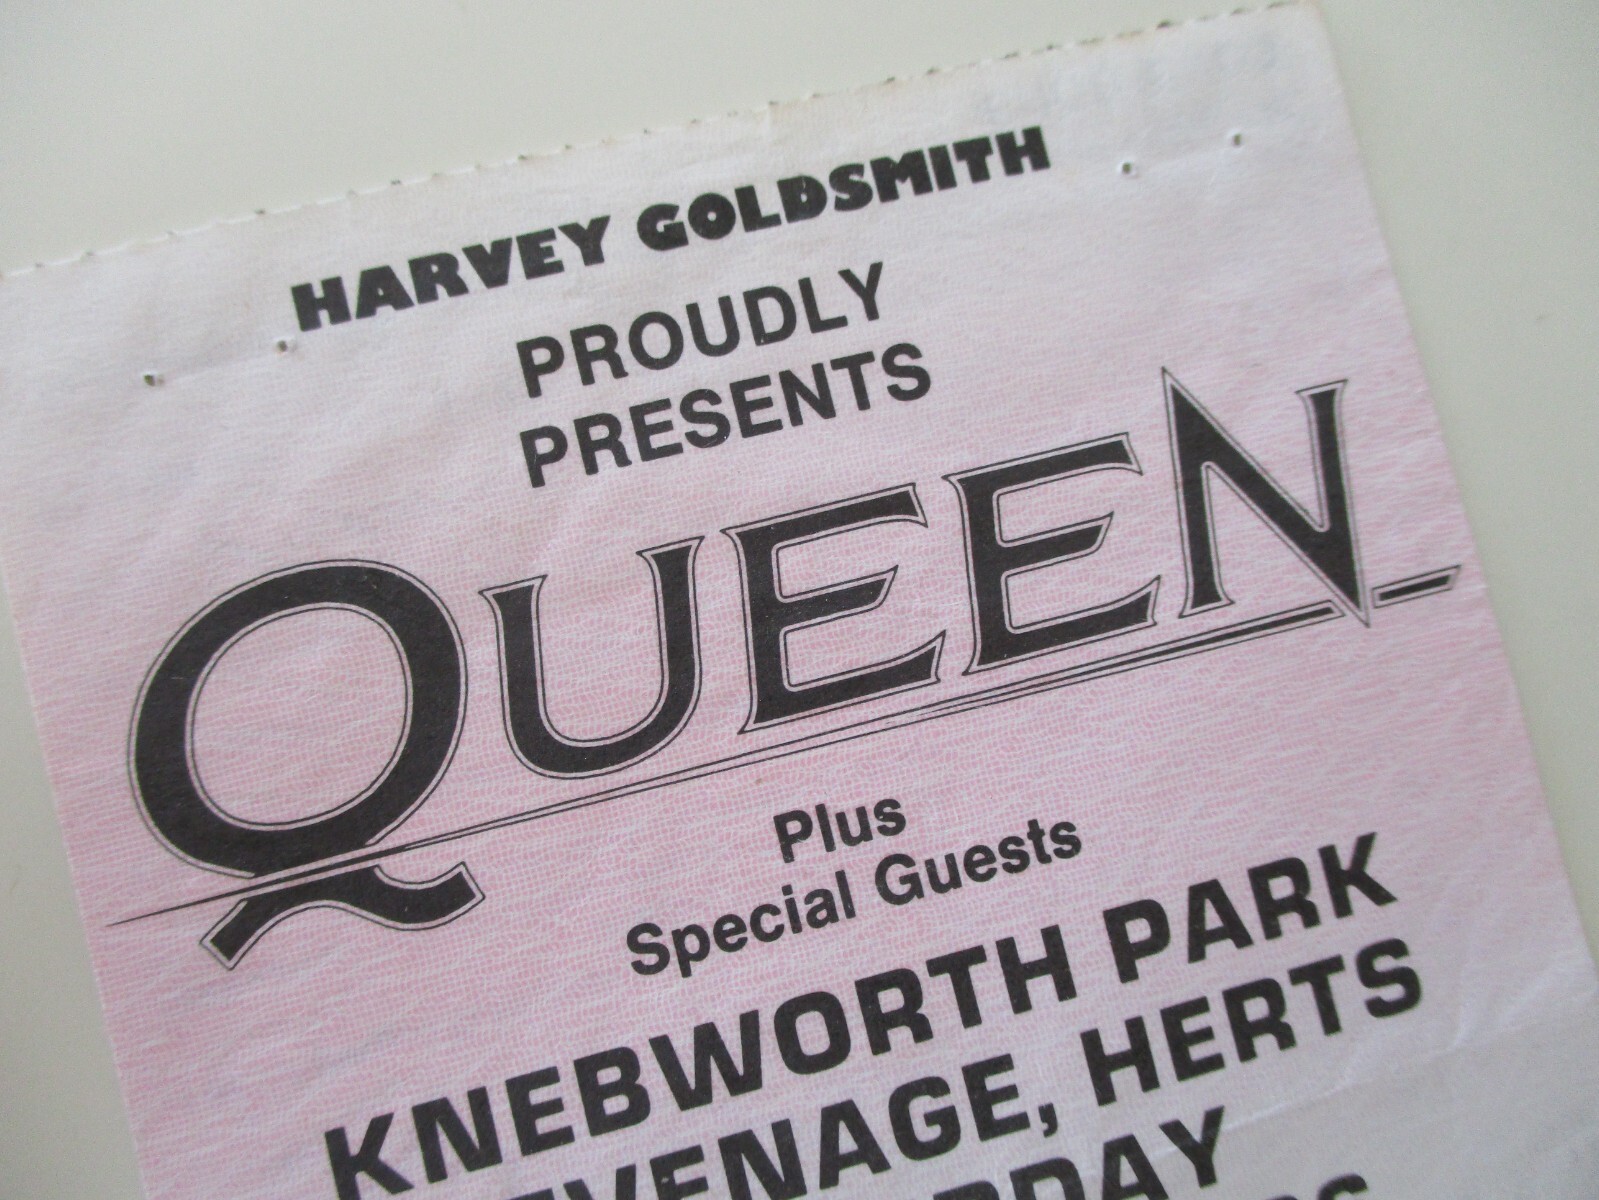 HARVEY GOLDSMITH
PROUDLY
PRESENTS
QUEEN
Plus
Special Guests
KNEBWORTH PARK
HERTS